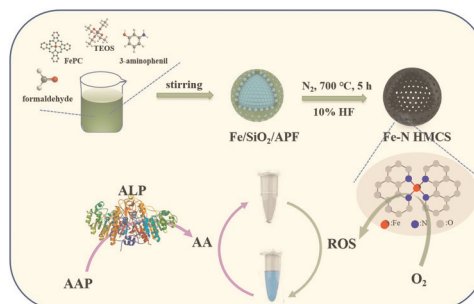 FePC
TEOS
3-aminophenil
formaldehyde
stirring
Fe/SiO₂/APF
N₂, 700 °C, 5 h
10% HF
Fe-N HMCS
ALP
AAP
AA
ROS
O₂
:Fe :N :O